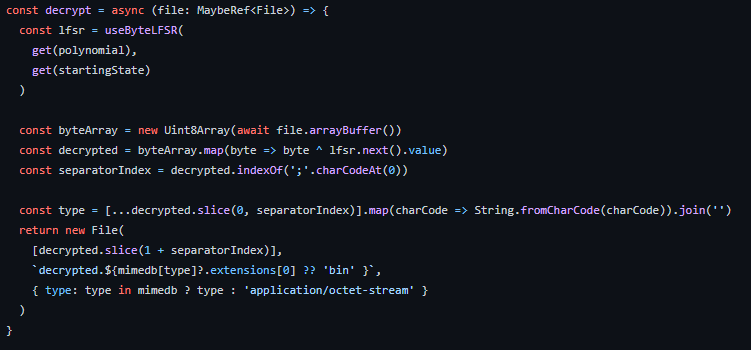 const decrypt = async (file: MaybeRef<File>) => {
  const lfsr = useByteLFSR(
    get(polynomial),
    get(startingState)
  )

  const byteArray = new Uint8Array(await file.arrayBuffer())
  const decrypted = byteArray.map(byte => byte ^ lfsr.next().value)
  const separatorIndex = decrypted.indexOf(';'.charCodeAt(0))

  const type = [...decrypted.slice(0, separatorIndex)].map(charCode => String.fromCharCode(charCode)).join('')
  return new File(
    [decrypted.slice(1 + separatorIndex)],
    `decrypted.${mimedb[type]?.extensions[0] ?? 'bin' }`,
    { type: type in mimedb ? type : 'application/octet-stream' }
  )
}